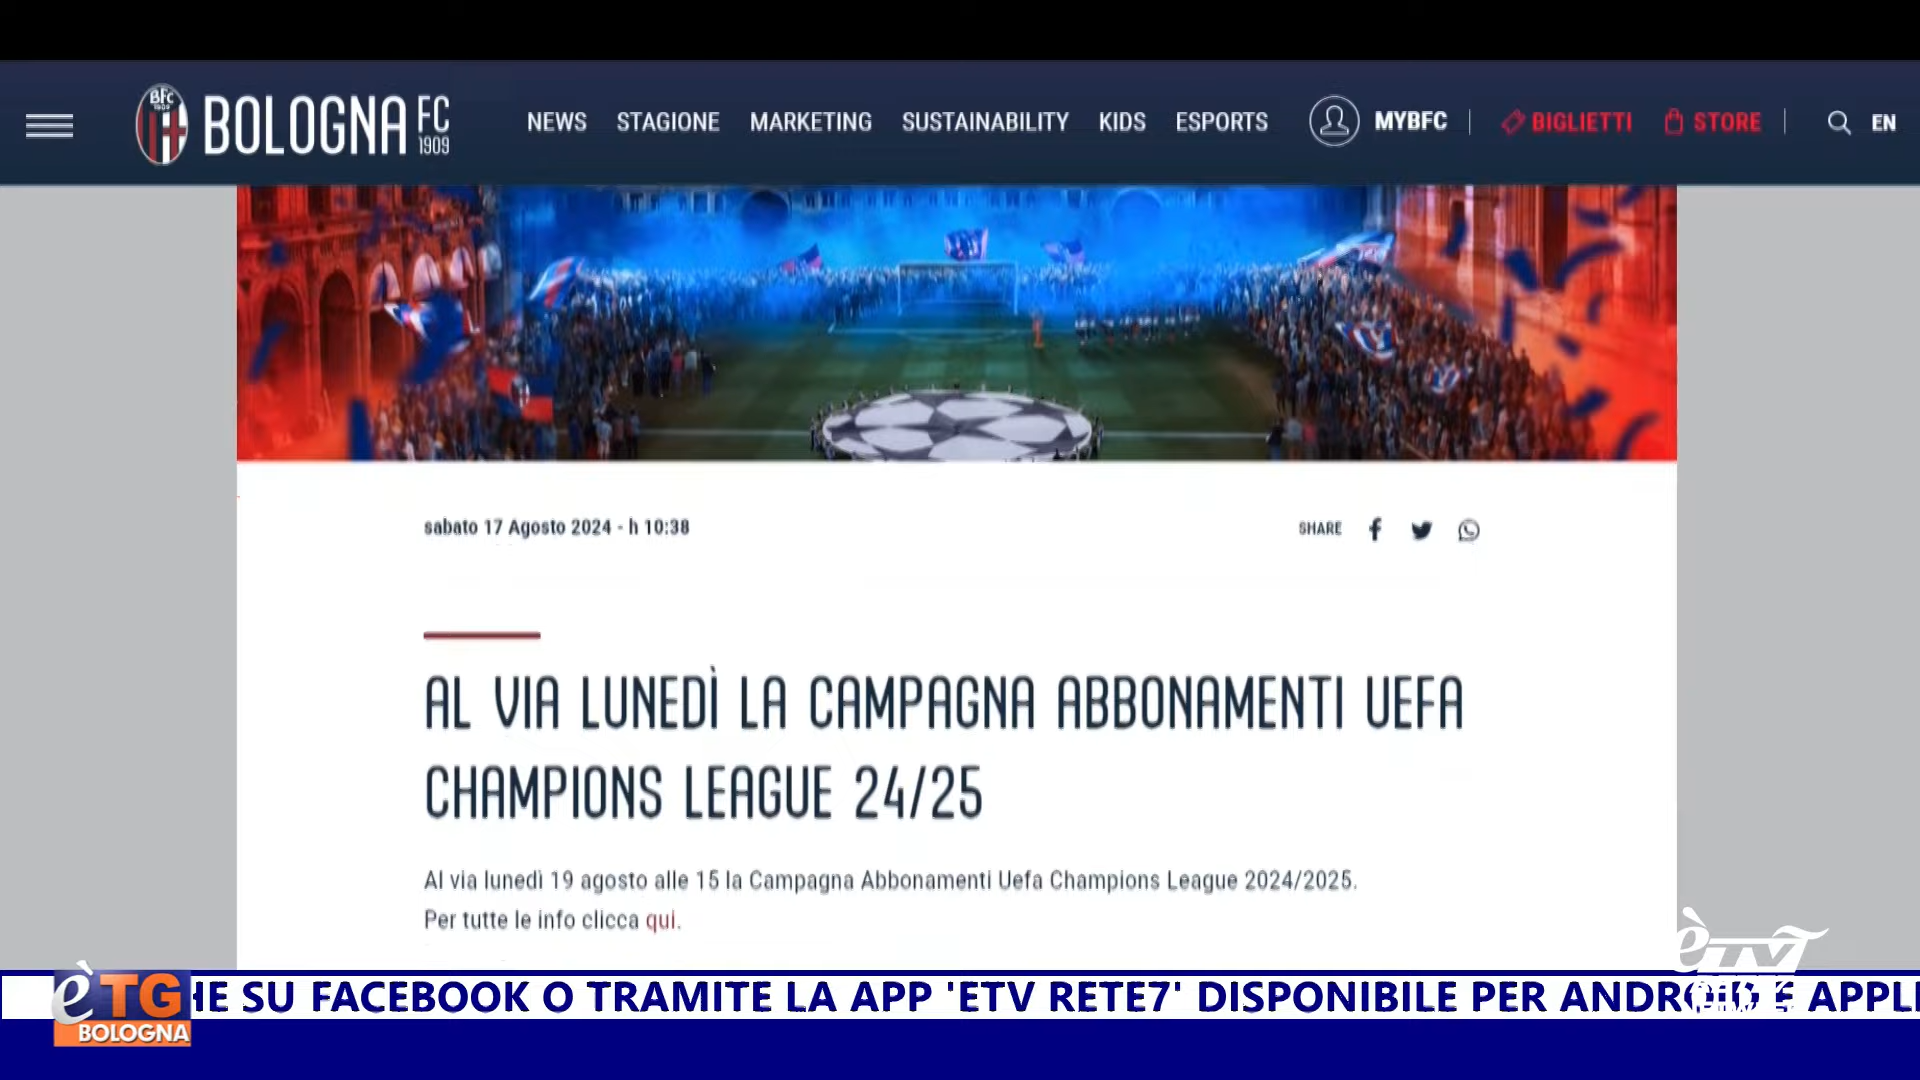 BFC
1909
BOLOGNA FC
1909
NEWS STAGIONE MARKETING SUSTAINABILITY KIDS ESPORTS MYBFC BIGLIETTI STORE EN
sabato 17 Agosto 2024 - h 10:38
SHARE
AL VIA LUNEDÌ LA CAMPAGNA ABBONAMENTI UEFA
CHAMPIONS LEAGUE 24/25
Al via lunedì 19 agosto alle 15 la Campagna Abbonamenti Uefa Champions League 2024/2025.
Per tutte le info clicca qui.
èTV
èTG
BOLOGNA
HE SU FACEBOOK O TRAMITE LA APP 'ETV RETE7' DISPONIBILE PER ANDROID E APPL